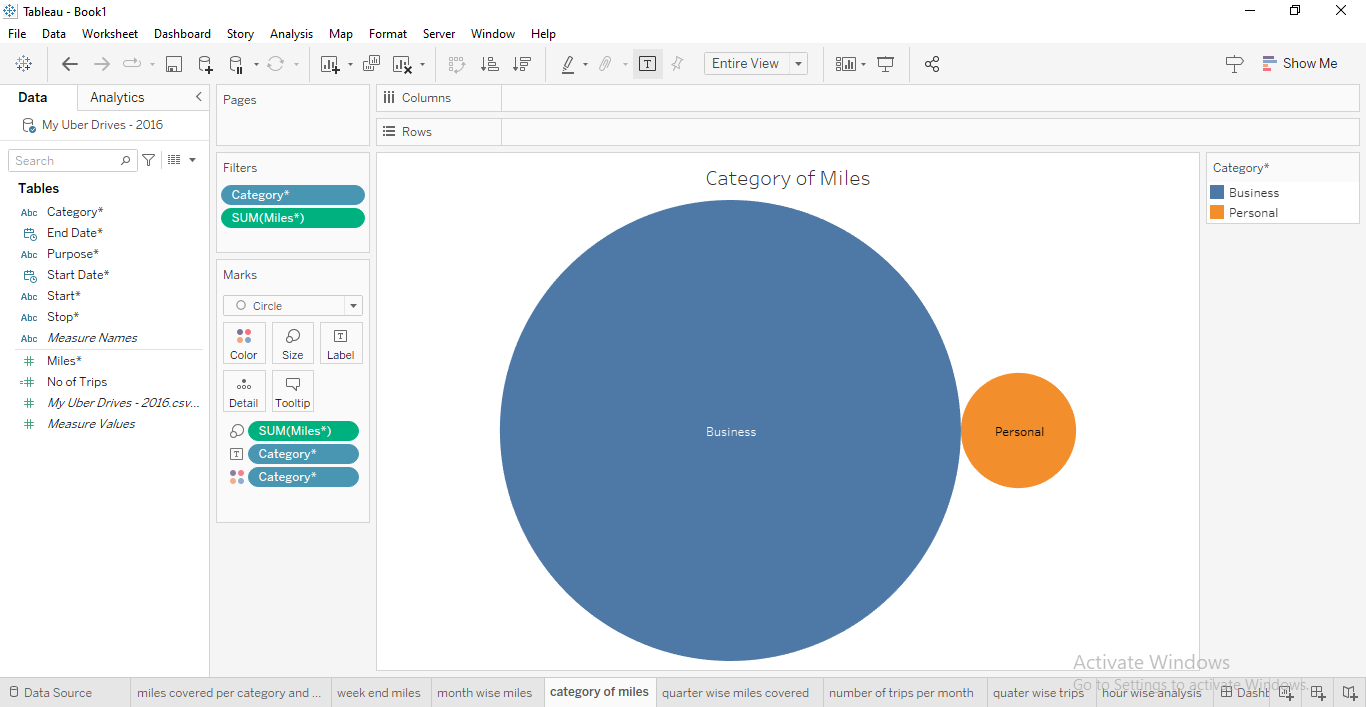 Tableau - Book1
File Data Worksheet Dashboard Story Analysis Map Format Server Window Help
Entire View
Show Me
Data Analytics
My Uber Drives - 2016
Search
Tables
Abc Category*
End Date*
Abc Purpose*
Start Date*
Abc Start*
Abc Stop*
Abc Measure Names
# Miles*
=# No of Trips
# My Uber Drives - 2016.csv...
# Measure Values
Pages
Filters
Category*
SUM(Miles*)
Marks
Circle
Color Size Label
Detail Tooltip
SUM(Miles*)
Category*
Category*
Columns
Rows
Category of Miles
Business
Personal
Category*
Business
Personal
Activate Windows
Go to Settings to activate Windows.
Data Source miles covered per category and ... week end miles month wise miles category of miles quarter wise miles covered number of trips per month quater wise trips hour wise analysis Dashb